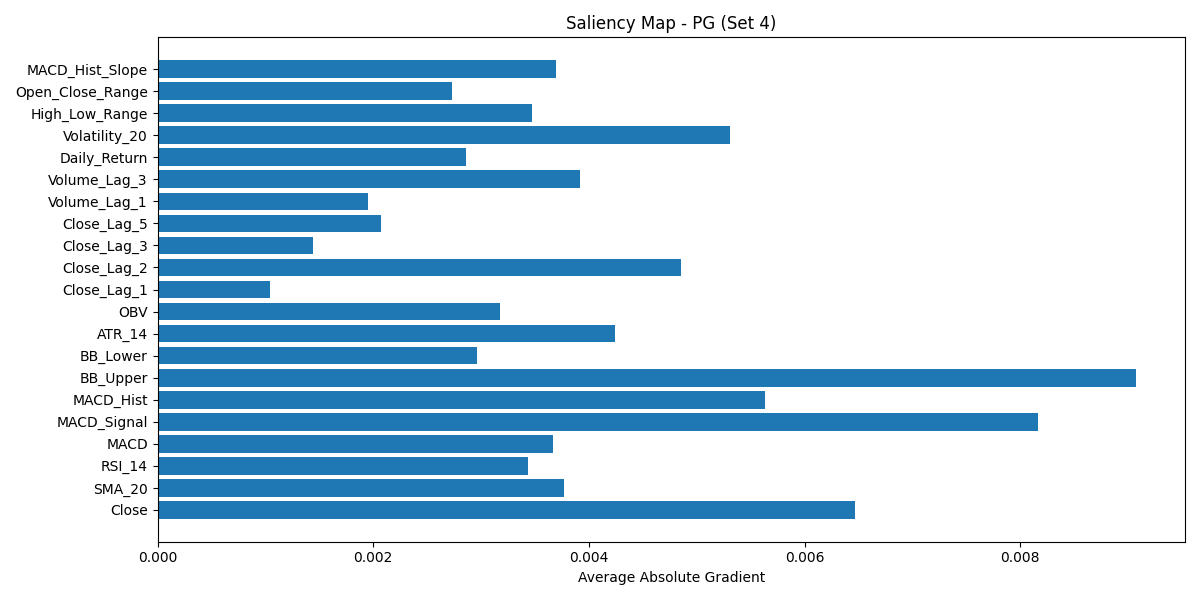 Saliency Map - PG (Set 4)
MACD_Hist_Slope
Open_Close_Range
High_Low_Range
Volatility_20
Daily_Return
Volume_Lag_3
Volume_Lag_1
Close_Lag_5
Close_Lag_3
Close_Lag_2
Close_Lag_1
OBV
ATR_14
BB_Lower
BB_Upper
MACD_Hist
MACD_Signal
MACD
RSI_14
SMA_20
Close
0.000 0.002 0.004 0.006 0.008
Average Absolute Gradient